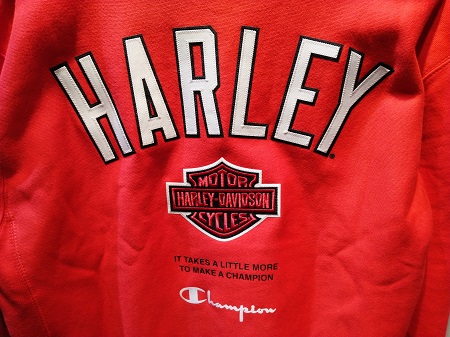 HARLEY
MOTOR
HARLEY-DAVIDSON
CYCLES
IT TAKES A LITTLE MORE
TO MAKE A CHAMPION
Champion